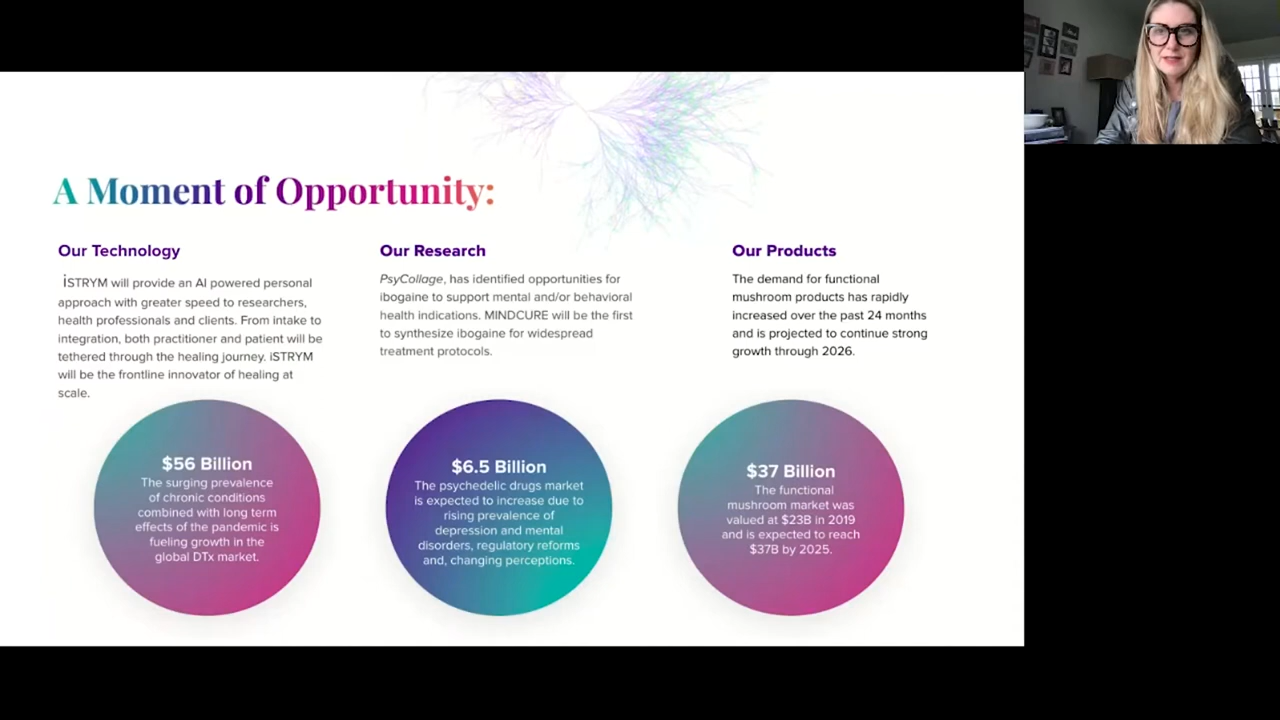 A Moment of Opportunity:
Our Technology
iSTRYM will provide an AI powered personal
approach with greater speed to researchers,
health professionals and clients. From intake to
integration, both practitioner and patient will be
tethered through the healing journey. iSTRYM
will be the frontline innovator of healing at
scale.
$56 Billion
The surging prevalence
of chronic conditions
combined with long term
effects of the pandemic is
fueling growth in the
global DTx market.
Our Research
PsyCollage, has identified opportunities for
ibogaine to support mental and/or behavioral
health indications. MINDCURE will be the first
to synthesize ibogaine for widespread
treatment protocols.
$6.5 Billion
The psychedelic drugs market
is expected to increase due to
rising prevalence of
depression and mental
disorders, regulatory reforms
and, changing perceptions.
Our Products
The demand for functional
mushroom products has rapidly
increased over the past 24 months
and is projected to continue strong
growth through 2026.
$37 Billion
The functional
mushroom market was
valued at $23B in 2019
and is expected to reach
$37B by 2025.